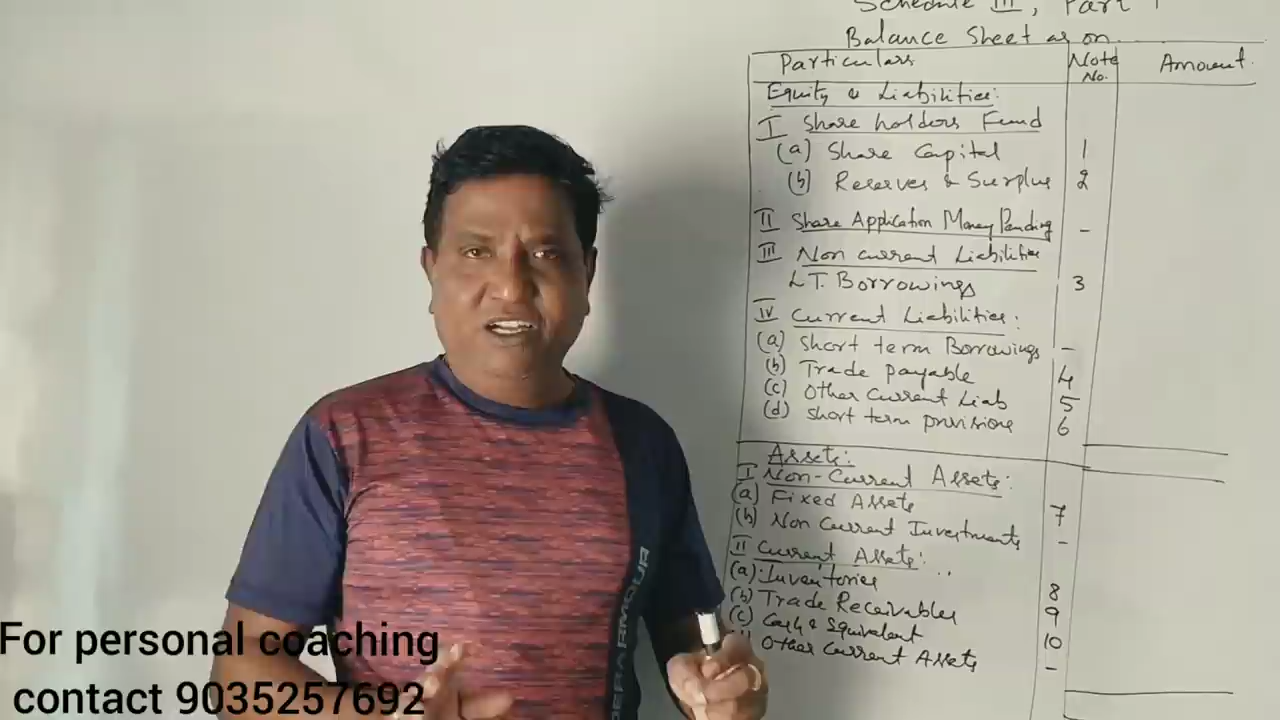 Schedule III, Part I
Balance Sheet as on....
Particulars Note No. Amount.
Equity & Liabilities:
I Share holders Fund
(a) Share Capital 1
(b) Reserves & Surplus 2
II Share Application Money Pending -
III Non current Liabilities
L.T. Borrowings 3
IV Current Liabilities:
(a) Short term Borrowings -
(b) Trade payable 4
(c) Other Current Liab 5
(d) Short term provisions 6
Assets:
I Non-Current Assets:
(a) Fixed Assets 7
(b) Non Current Investments -
II Current Assets:
(a) Inventories 8
(b) Trade Receivables 9
(c) Cash & Equivalent 10
Other Current Assets -
UNDER ARMOUR
For personal coaching
contact 9035257692